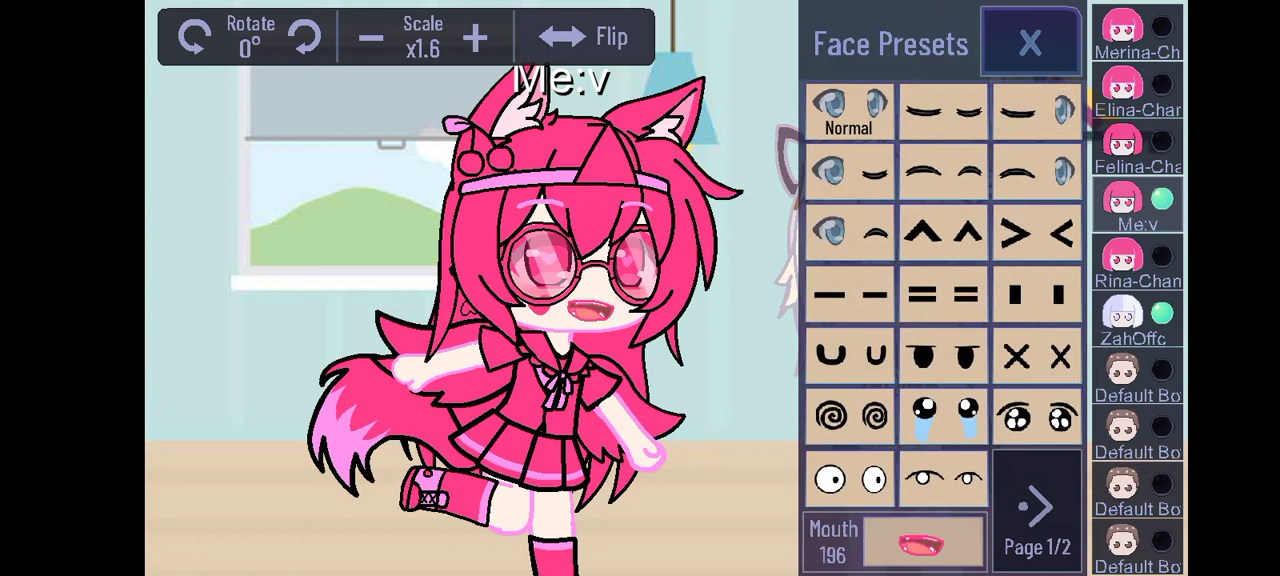 Rotate
0°
Scale
x1.6
Flip
Me:v
Face Presets
X
Normal
Mouth
196
Page 1/2
Merina-Ch
Elina-Char
Felina-Cha
Me:v
Rina-Chan
ZahOffc
Default Bo
Default Bo
Default Bo
Default Bo